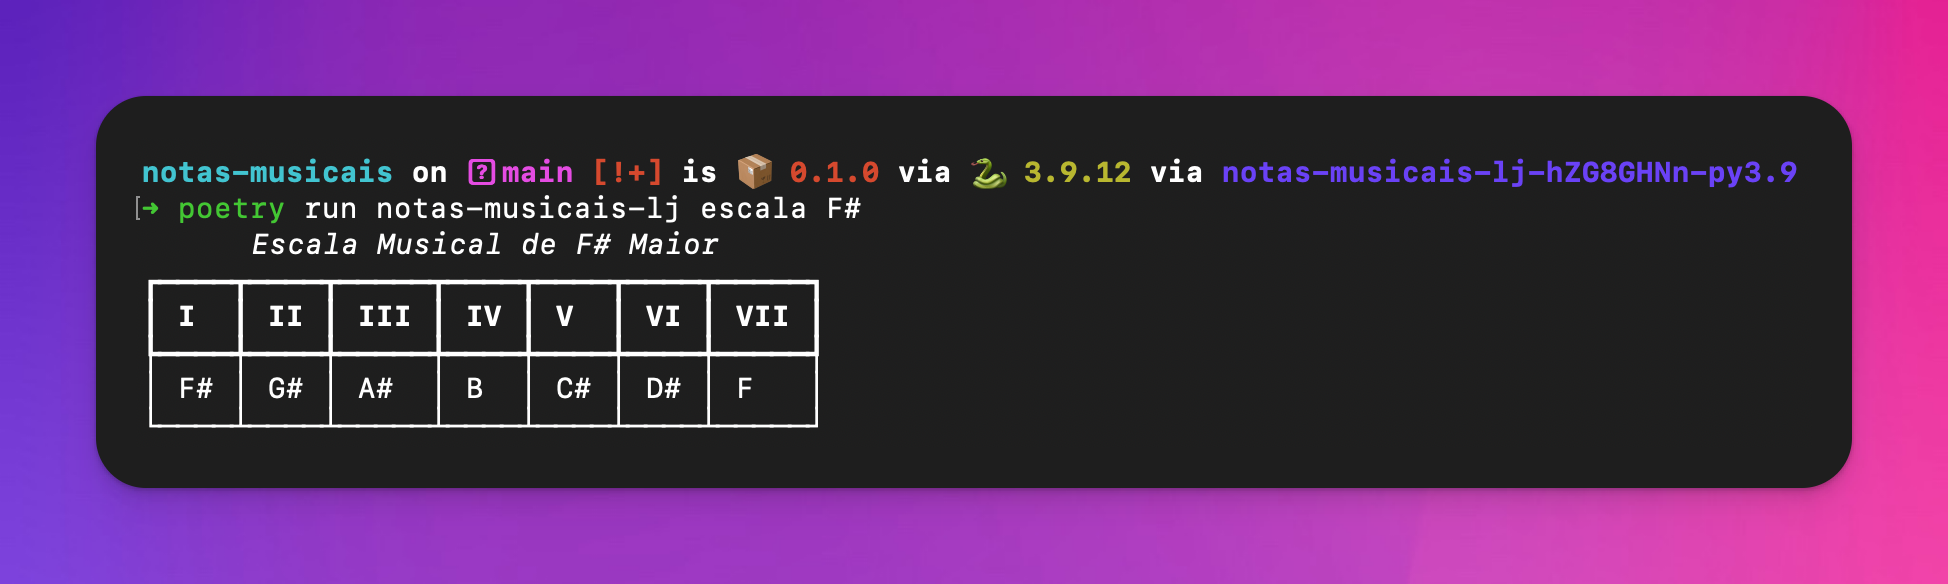 notas-musicais on ? main [!+] is 📦 0.1.0 via 🐍 3.9.12 via notas-musicais-lj-hZG8GHNn-py3.9
[➜ poetry run notas-musicais-lj escala F#
Escala Musical de F# Maior
I II III IV V VI VII
F# G# A# B C# D# F